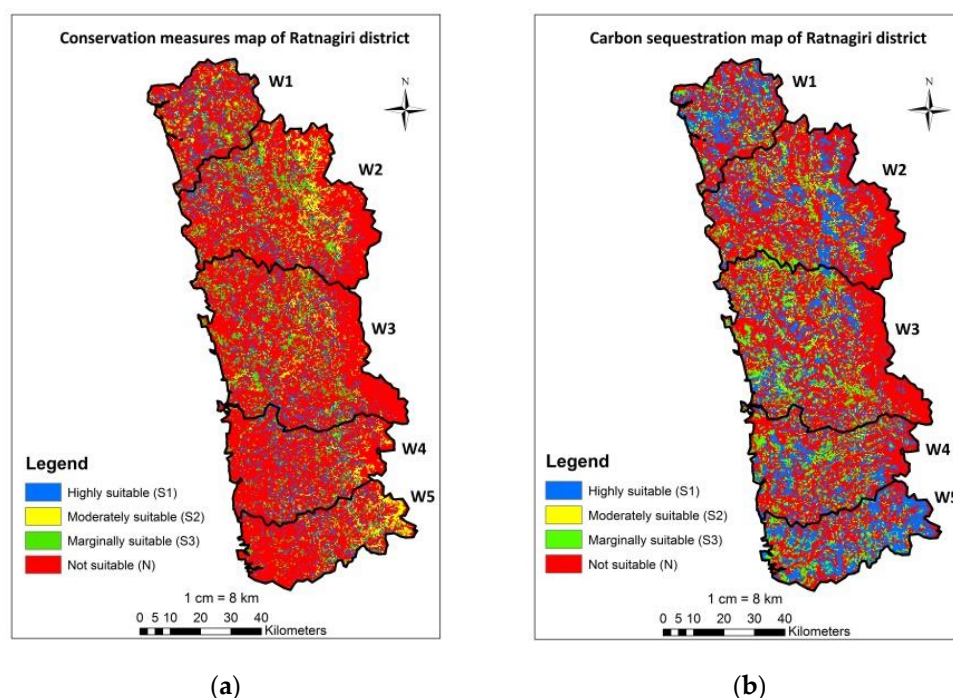 Conservation measures map of Ratnagiri district
W1
N
W2
W3
W4
W5
Legend
Highly suitable (S1)
Moderately suitable (S2)
Marginally suitable (S3)
Not suitable (N)
1 cm = 8 km
0 5 10 20 30 40
Kilometers
(a)
Carbon sequestration map of Ratnagiri district
W1
N
W2
W3
W4
W5
Legend
Highly suitable (S1)
Moderately suitable (S2)
Marginally suitable (S3)
Not suitable (N)
1 cm = 8 km
0 5 10 20 30 40
Kilometers
(b)